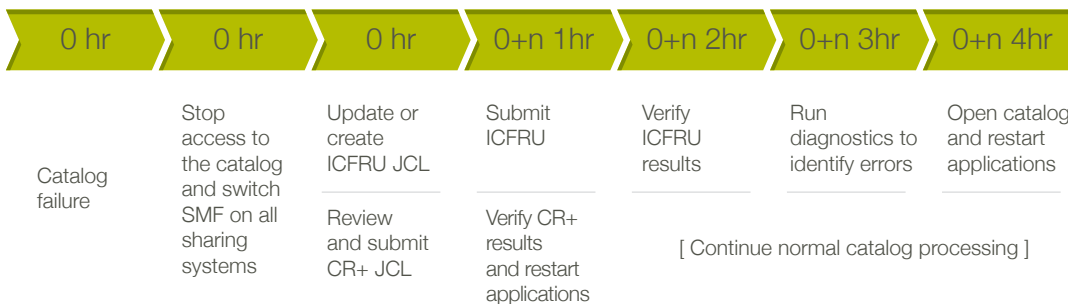 0 hr
0 hr
0 hr
0+n 1hr
0+n 2hr
0+n 3hr
0+n 4hr
Catalog
failure
Stop
access to
the catalog
and switch
SMF on all
sharing
systems
Update or
create
ICFRU JCL
Review
and submit
CR+ JCL
Submit
ICFRU
Verify CR+
results
and restart
applications
Verify
ICFRU
results
Run
diagnostics to
identify errors
Open catalog
and restart
applications
[ Continue normal catalog processing ]